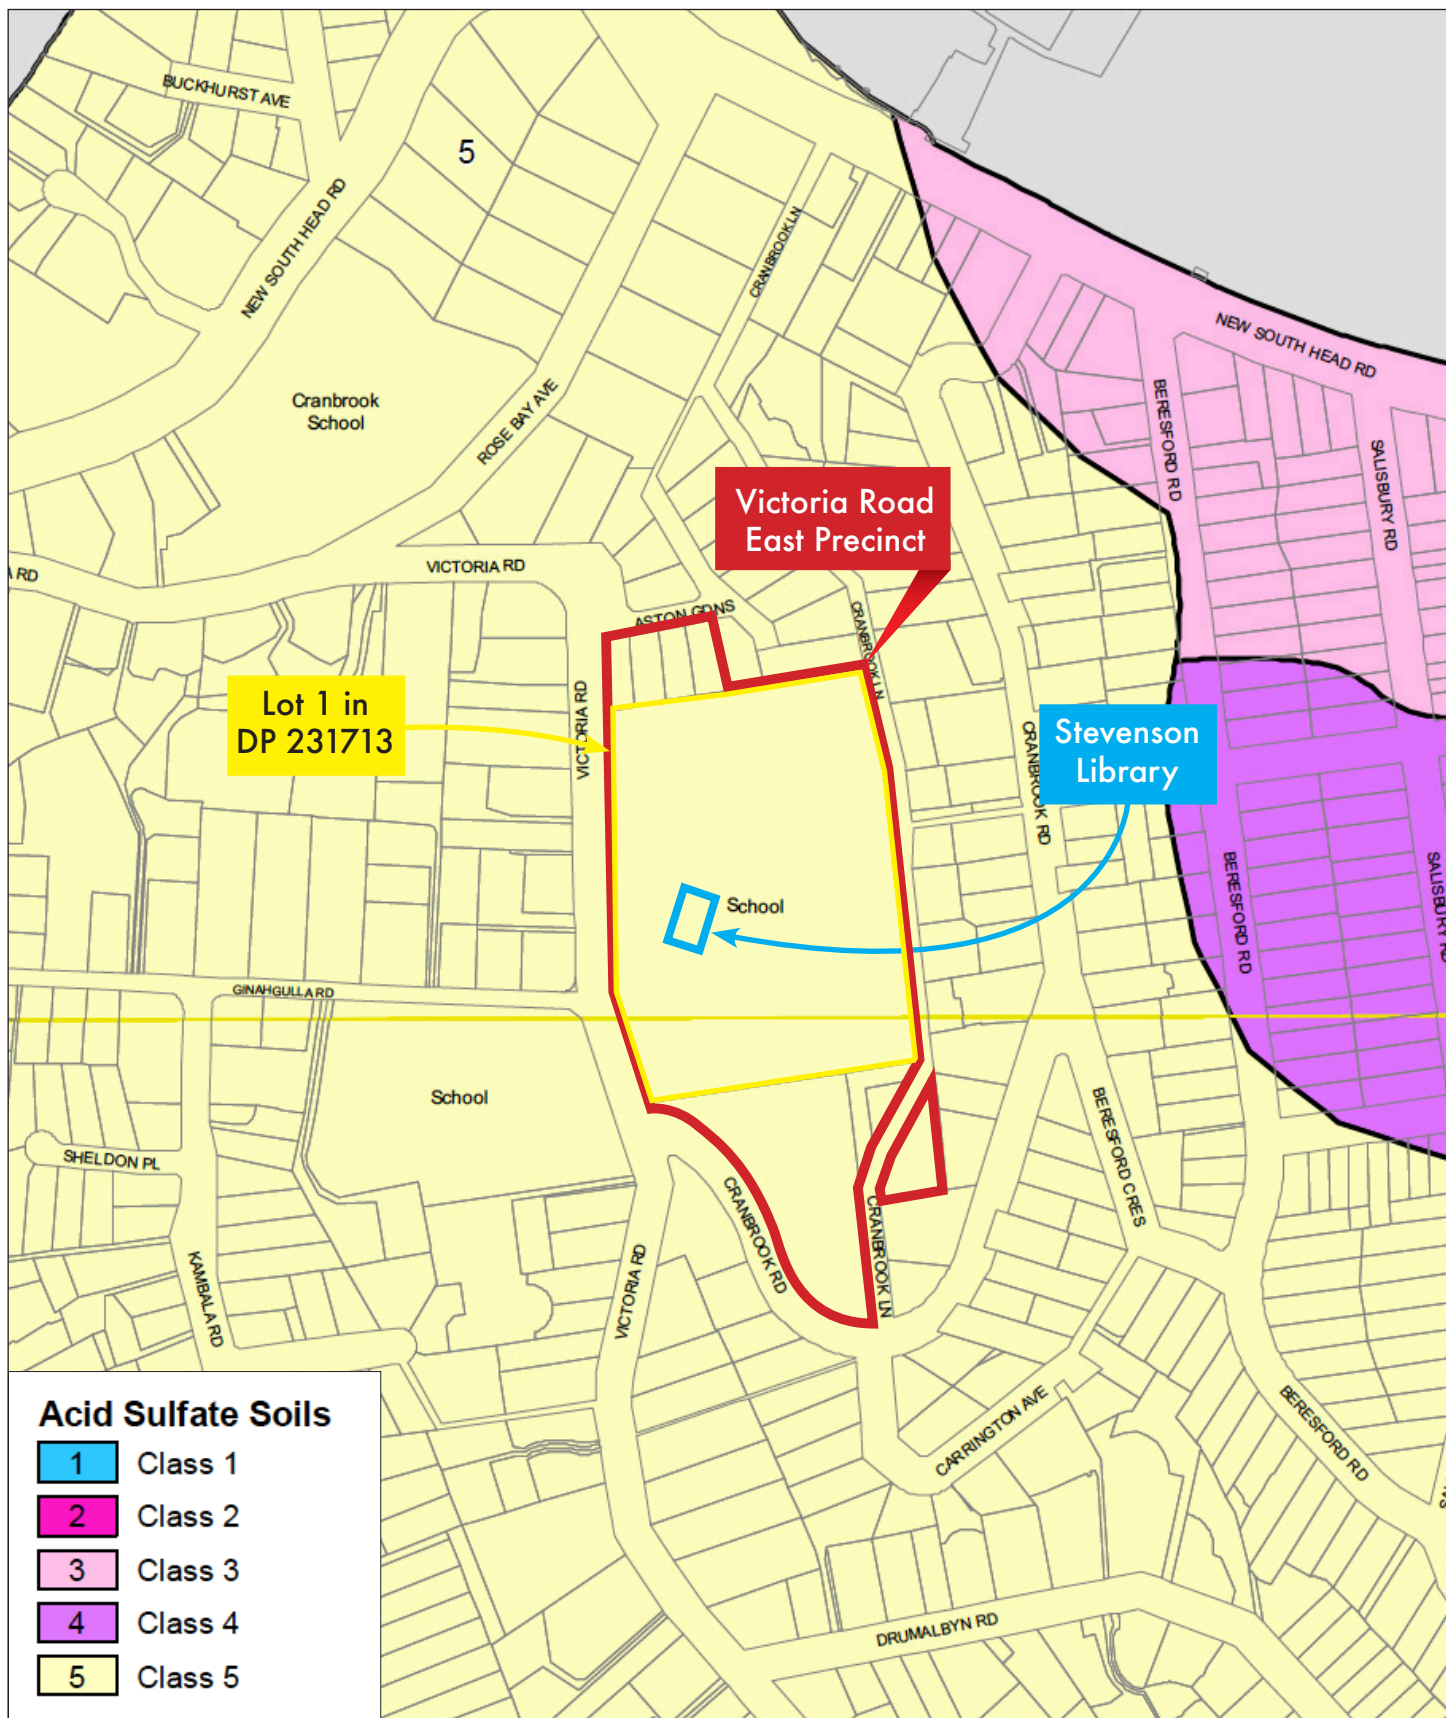 BUCKHURST AVE
5
NEW SOUTH HEAD RD
CRANBROOK LN
NEW SOUTH HEAD RD
Cranbrook
School
ROSE BAY AVE
BERESFORD RD
SALISBURY RD
Victoria Road
East Precinct
RD
VICTORIA RD
ASTON GDNS
CRANBROOK LN
Lot 1 in
DP 231713
VICTORIA RD
Stevenson
Library
CRANBROOK RD
School
BERESFORD RD
SALISBURY RD
GINAHGULLA RD
School
BERESFORD CRES
SHELDON PL
CRANBROOK RD
CRANBROOK LN
KAMBALA RD
VICTORIA RD
CARRINGTON AVE
BERESFORD RD
DRUMALBYN RD
Acid Sulfate Soils
1 Class 1
2 Class 2
3 Class 3
4 Class 4
5 Class 5